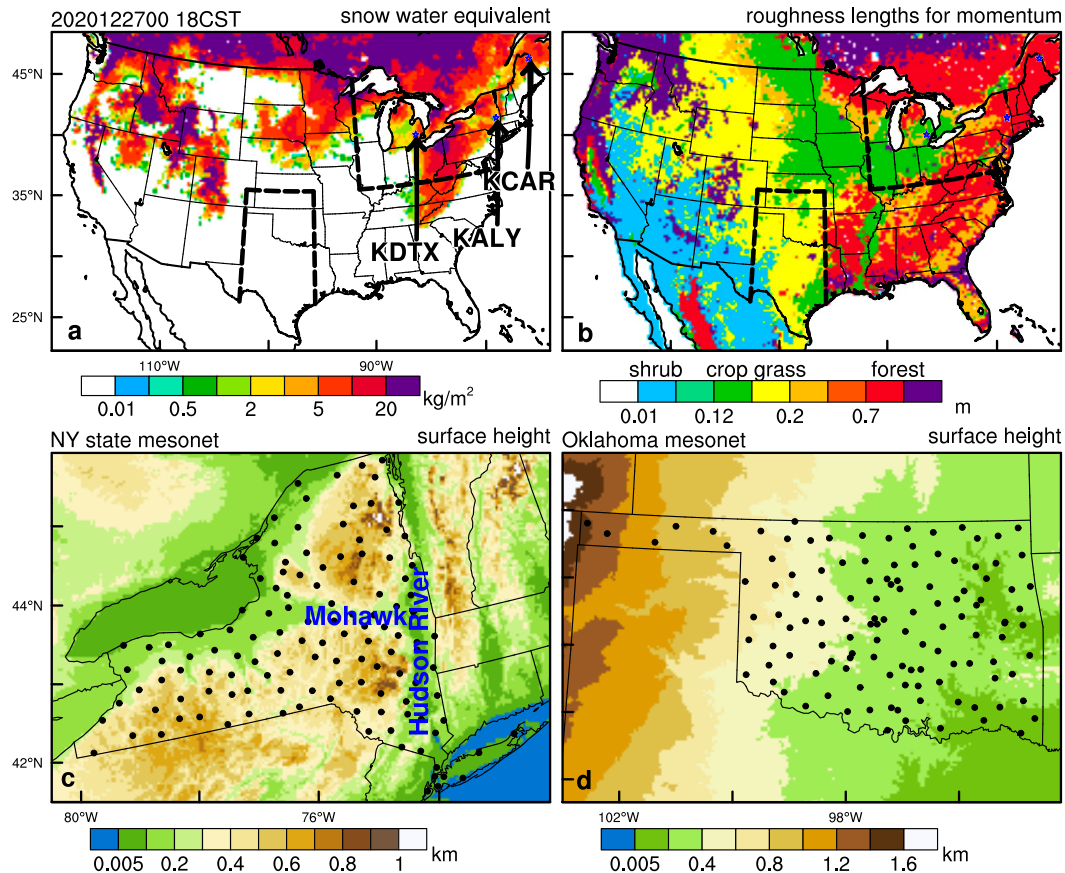 2020122700 18CST
snow water equivalent
roughness lengths for momentum
45°N
35°N
25°N
45°N
35°N
25°N
KCAR
KALY
KDTX
a
b
110°W
90°W
0.01
0.5
2
5
20
kg/m²
shrub
crop grass
forest
0.01
0.12
0.2
0.7
m
NY state mesonet
surface height
Oklahoma mesonet
surface height
44°N
42°N
Mohawk
Hudson River
c
d
80°W
76°W
102°W
98°W
0.005
0.2
0.4
0.6
0.8
1
km
0.005
0.4
0.8
1.2
1.6
km